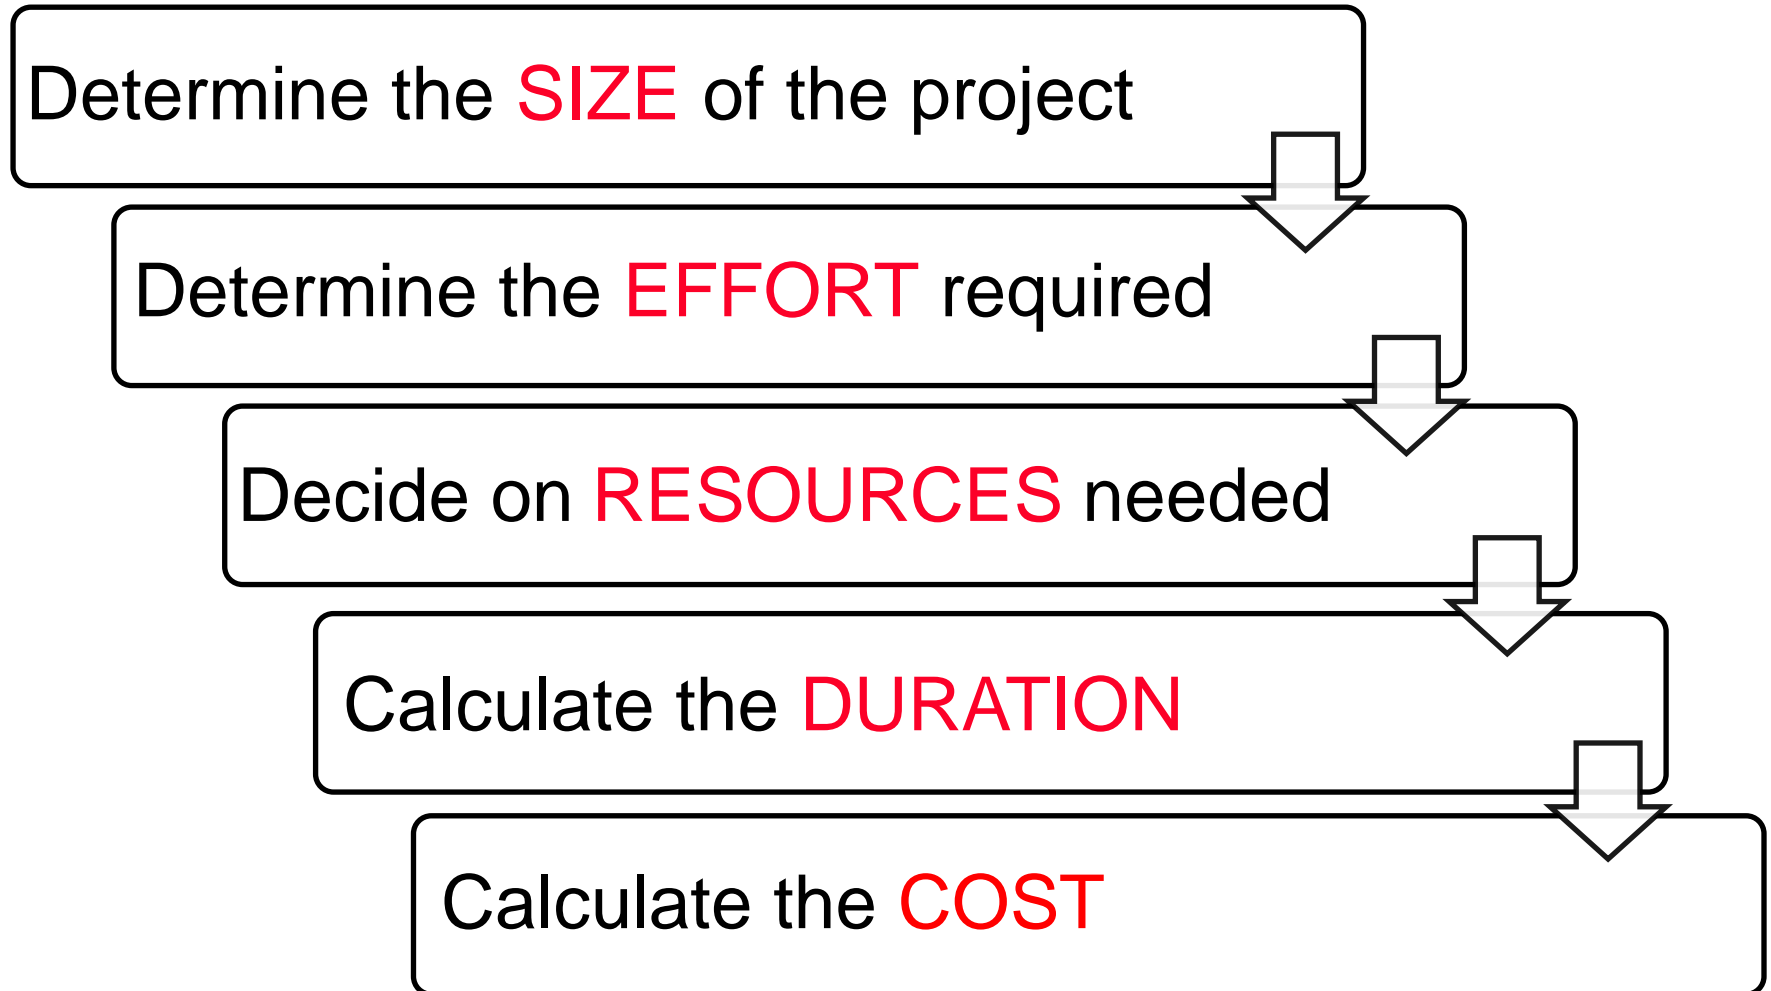 Determine the SIZE of the project
Determine the EFFORT required
Decide on RESOURCES needed
Calculate the DURATION
Calculate the COST